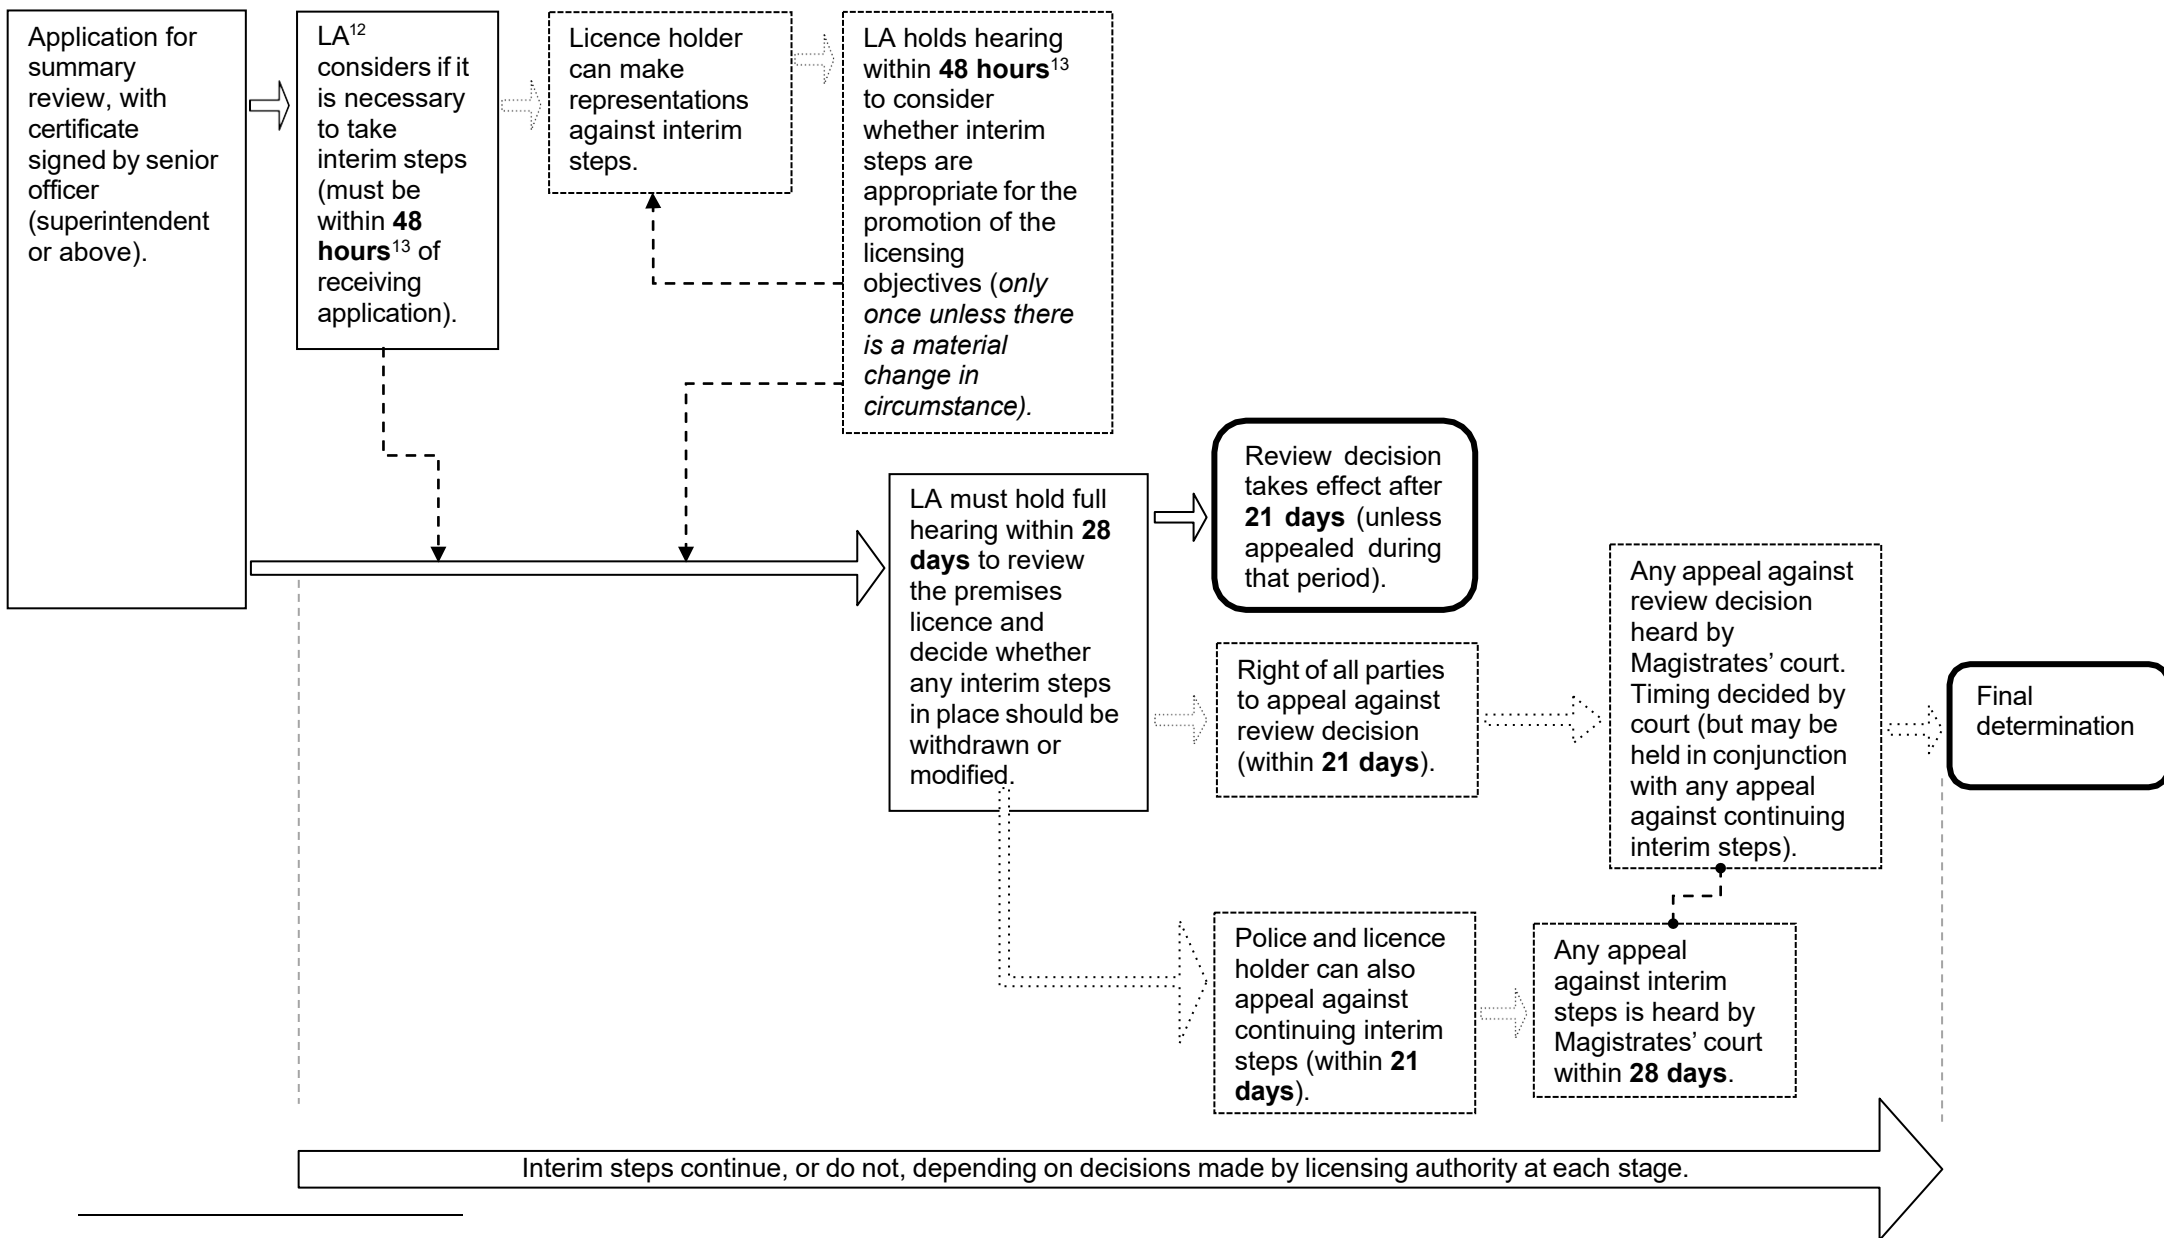 Application for
summary
review, with
certificate
signed by senior
officer
(superintendent
or above).
LA¹²
considers if it
is necessary
to take
interim steps
(must be
within 48
hours¹³ of
receiving
application).
Licence holder
can make
representations
against interim
steps.
LA holds hearing
within 48 hours¹³
to consider
whether interim
steps are
appropriate for the
promotion of the
licensing
objectives (only
once unless there
is a material
change in
circumstance).
LA must hold full
hearing within 28
days to review
the premises
licence and
decide whether
any interim steps
in place should be
withdrawn or
modified.
Review decision
takes effect after
21 days (unless
appealed during
that period).
Right of all parties
to appeal against
review decision
(within 21 days).
Any appeal against
review decision
heard by
Magistrates’ court.
Timing decided by
court (but may be
held in conjunction
with any appeal
against continuing
interim steps).
Final
determination
Police and licence
holder can also
appeal against
continuing interim
steps (within 21
days).
Any appeal
against interim
steps is heard by
Magistrates’ court
within 28 days.
Interim steps continue, or do not, depending on decisions made by licensing authority at each stage.